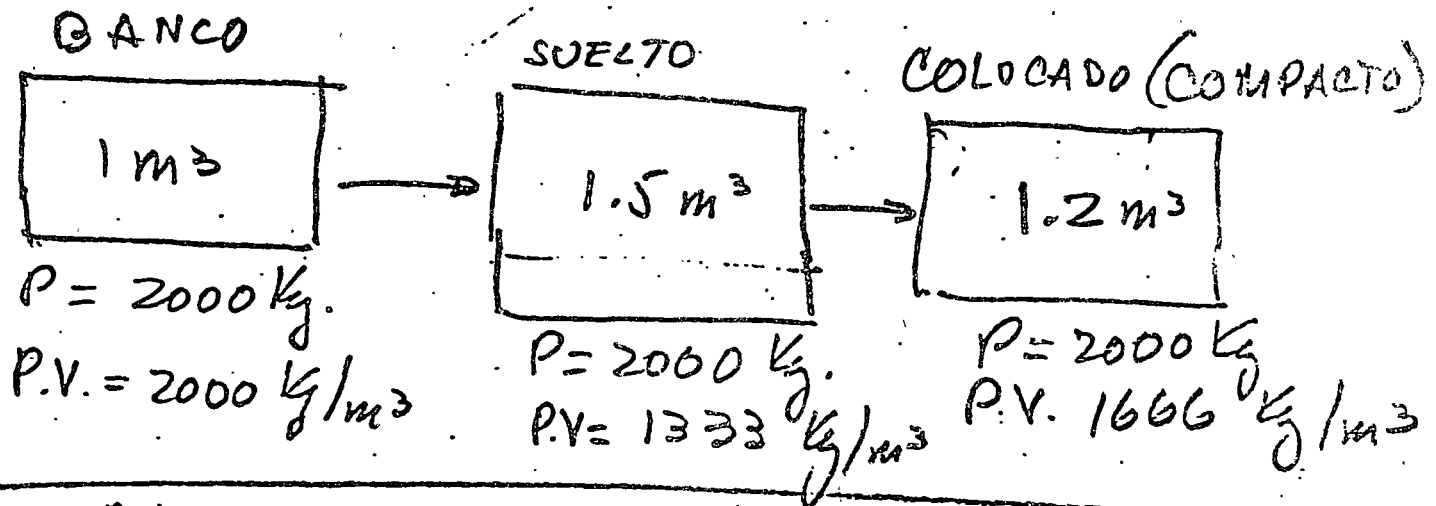 BANCO
1 m3
P = 2000 Kg.
P.V. = 2000 Kg/m3
SUELTO
1.5 m3
P = 2000 Kg.
P.V = 1333 Kg/m3
COLOCADO (COMPACTO)
1.2 m3
P = 2000 Kg
P.V. 1666 Kg/m3